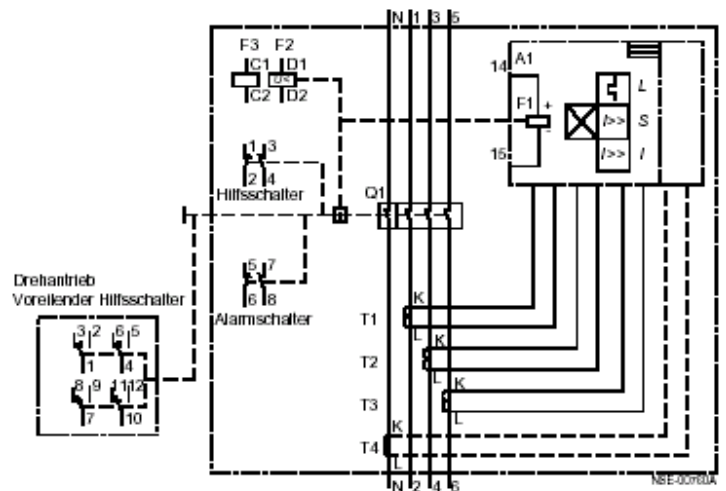 N 1 3 5
F3 F2
C1 D1
U<
C2 D2
14 A1
F1 +
-
15
L
I>> S
I>> I
1 3
2 4
Hilfsschalter
Q1
5 7
6 8
Alarmschalter
Drehantrieb
Voreilender Hilfsschalter
3 2 6 5
1 4
8 9 11 12
7 10
K
T1
L
K
T2
L
K
T3
L
K
T4
L
N 2 4 6
NSE-00760A